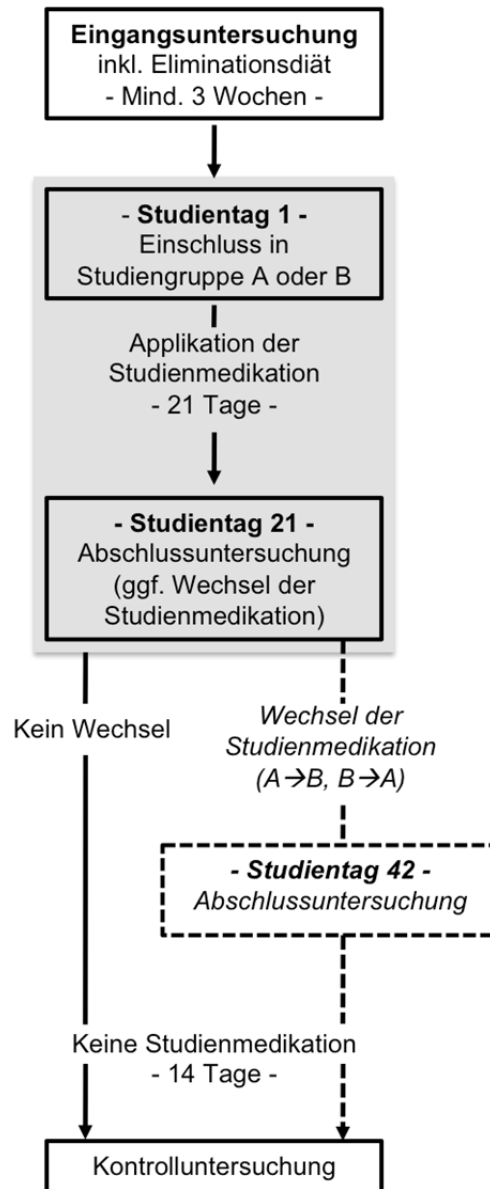 Eingangsuntersuchung
inkl. Eliminationsdiät
- Mind. 3 Wochen -
- Studientag 1 -
Einschluss in
Studiengruppe A oder B
Applikation der
Studienmedikation
- 21 Tage -
- Studientag 21 -
Abschlussuntersuchung
(ggf. Wechsel der
Studienmedikation)
Kein Wechsel
Wechsel der
Studienmedikation
(A→B, B→A)
- Studientag 42 -
Abschlussuntersuchung
Keine Studienmedikation
- 14 Tage -
Kontrolluntersuchung